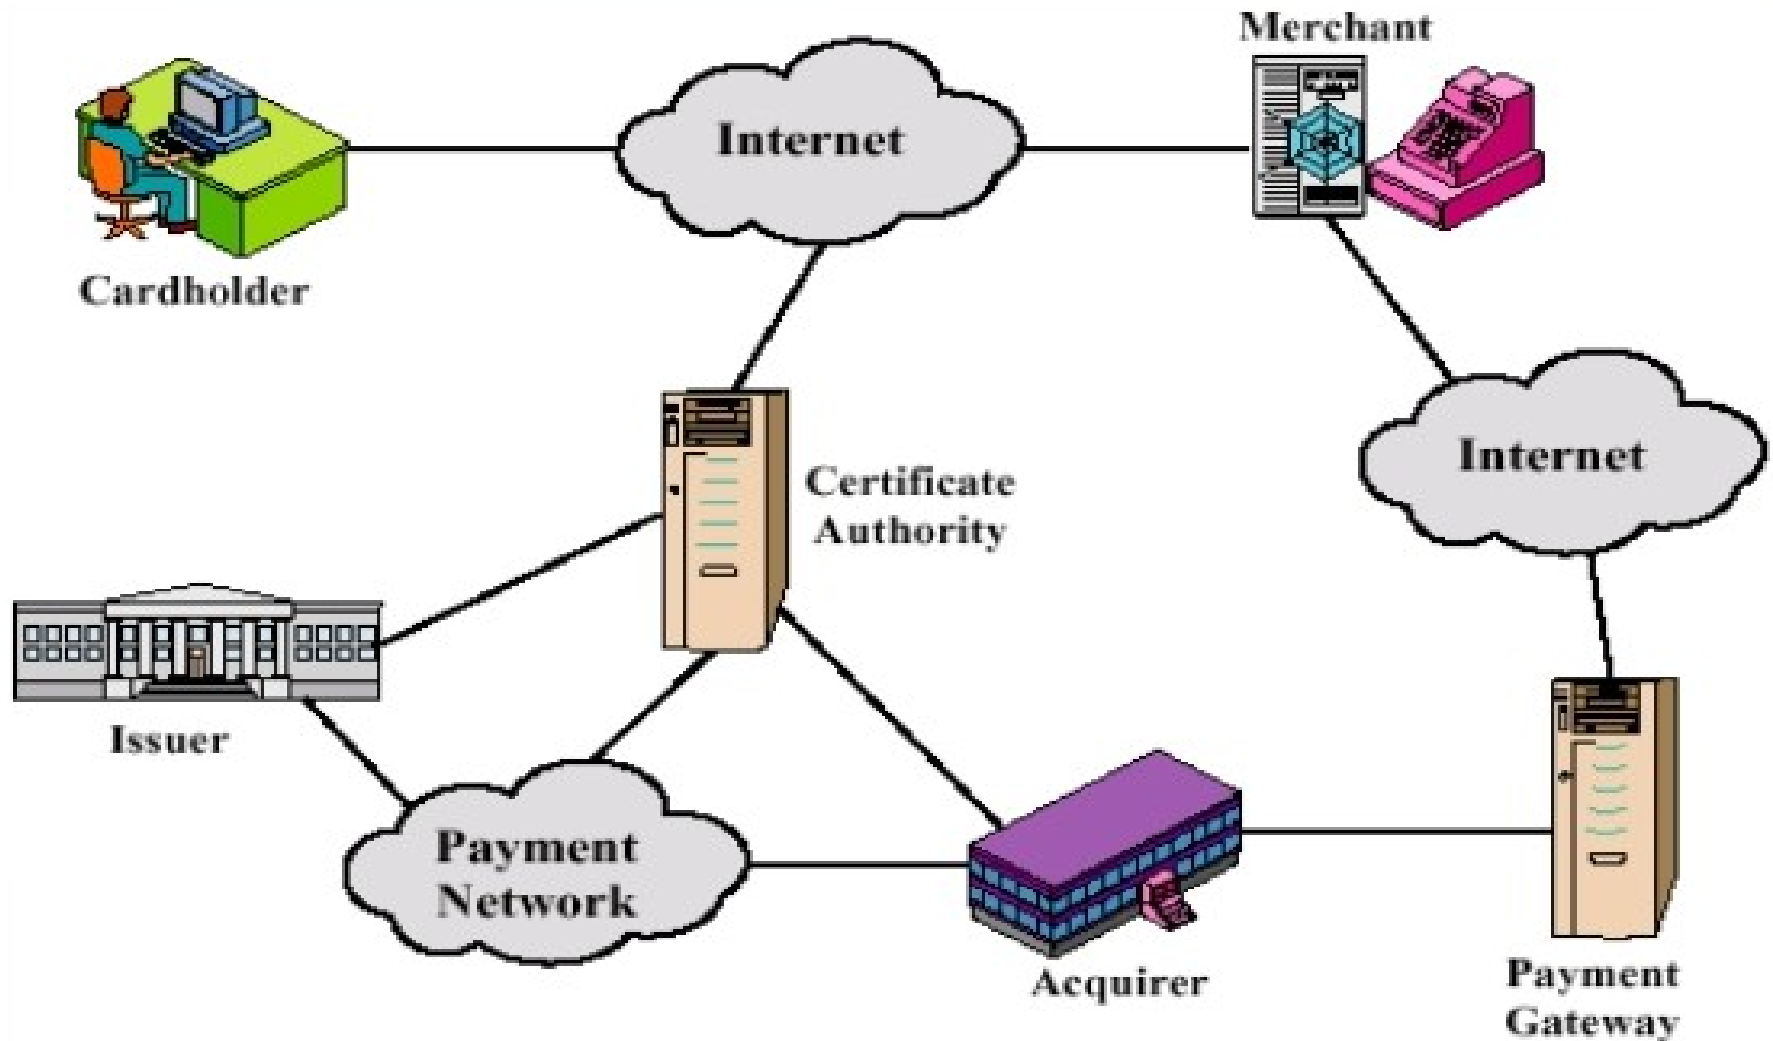 Merchant
Internet
Cardholder
Internet
Certificate
Authority
Issuer
Payment
Network
Acquirer
Payment
Gateway